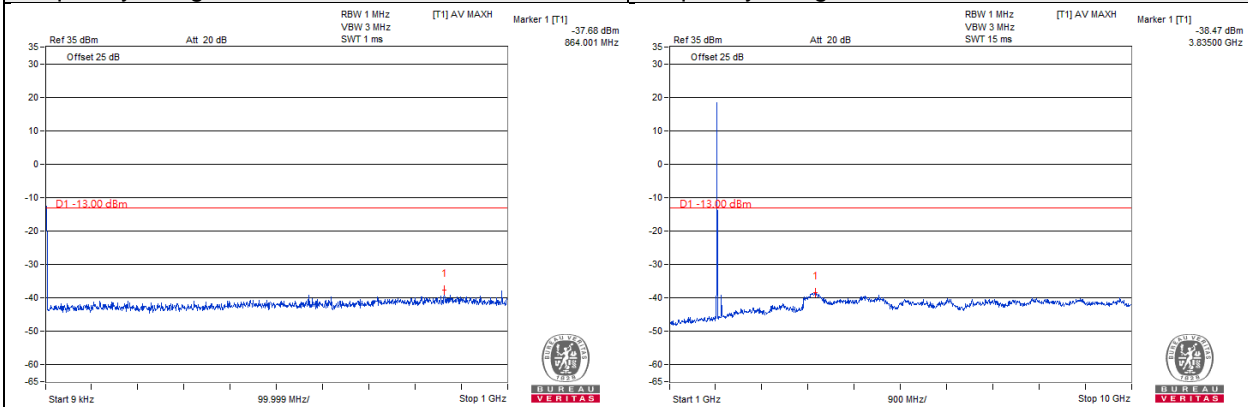 RBW 1 MHz [T1] AV MAXH Marker 1 [T1]
VBW 3 MHz -37.68 dBm
Ref 35 dBm Att 20 dB SWT 1 ms 864.001 MHz
35
Offset 25 dB
30
20
10
0
-10
D1 -13.00 dBm
-20
-30
1
-40
-50
-60
-65
Start 9 kHz 99.999 MHz/ Stop 1 GHz
BUREAU VERITAS
1828
BUREAU
VERITAS
RBW 1 MHz [T1] AV MAXH Marker 1 [T1]
VBW 3 MHz -38.47 dBm
Ref 35 dBm Att 20 dB SWT 15 ms 3.83500 GHz
35
Offset 25 dB
30
20
10
0
-10
D1 -13.00 dBm
-20
-30
1
-40
-50
-60
-65
Start 1 GHz 900 MHz/ Stop 10 GHz
BUREAU VERITAS
1828
BUREAU
VERITAS